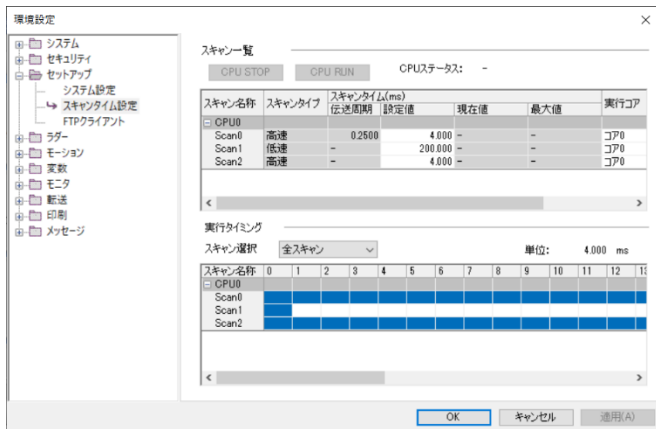 環境設定
システム
セキュリティ
セットアップ
システム設定
スキャンタイム設定
FTPクライアント
ラダー
モーション
変数
モニタ
転送
印刷
メッセージ
スキャン一覧
CPU STOP CPU RUN CPUステータス: -
スキャン名称 スキャンタイプ スキャンタイム(ms) 実行コア
伝送周期 設定値 現在値 最大値
CPU0
Scan0 高速 0.2500 4.000 - - コア0
Scan1 低速 - 200.000 - - コア0
Scan2 高速 - 4.000 - - コア0
実行タイミング
スキャン選択 全スキャン 単位: 4.000 ms
スキャン名称 0 1 2 3 4 5 6 7 8 9 10 11 12 13
CPU0
Scan0
Scan1
Scan2
OK キャンセル 適用(A)